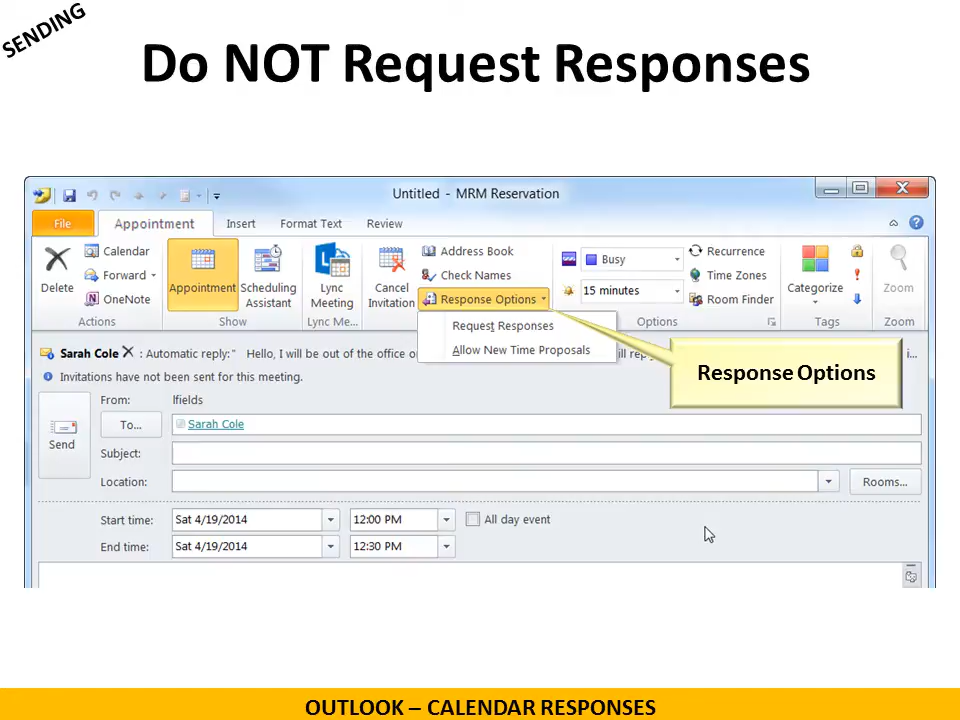 SENDING
Do NOT Request Responses
Untitled - MRM Reservation
File Appointment Insert Format Text Review
Delete
Calendar
Forward
OneNote
Actions
Appointment
Scheduling
Assistant
Show
Lync
Meeting
Lync Me...
Cancel
Invitation
Address Book
Check Names
Response Options
Request Responses
Allow New Time Proposals
Busy
15 minutes
Recurrence
Time Zones
Room Finder
Options
Categorize
Tags
Zoom
Zoom
Response Options
Sarah Cole : Automatic reply:" Hello, I will be out of the office
Invitations have not been sent for this meeting.
Send
From: lfields
To... Sarah Cole
Subject:
Location: Rooms...
Start time: Sat 4/19/2014 12:00 PM All day event
End time: Sat 4/19/2014 12:30 PM
OUTLOOK – CALENDAR RESPONSES